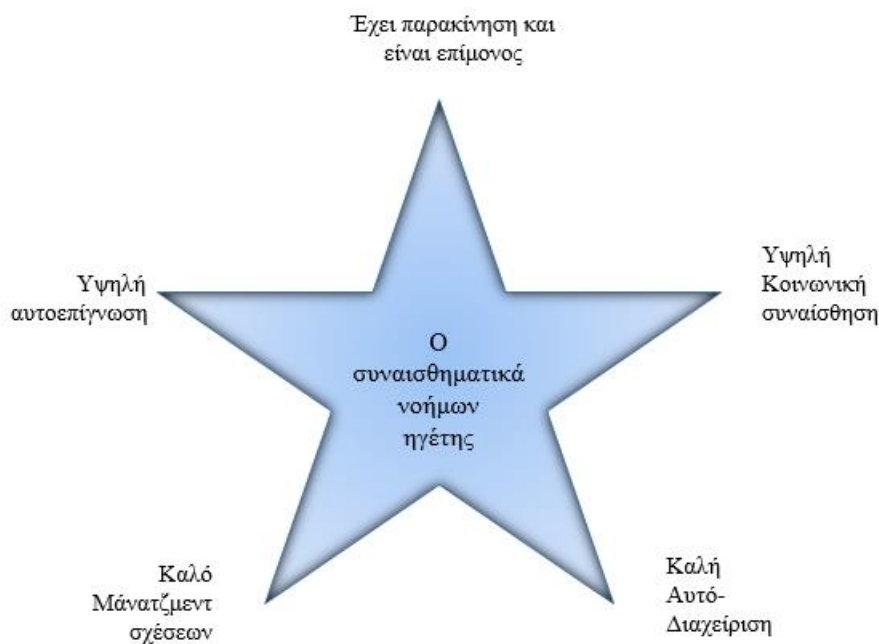 Έχει παρακίνηση και
είναι επίμονος
Υψηλή
αυτοεπίγνωση
Υψηλή
Κοινωνική
συναίσθηση
Ο
συναισθηματικά
νοήμων
ηγέτης
Καλό
Μάνατζμεντ
σχέσεων
Καλή
Αυτό-
Διαχείριση